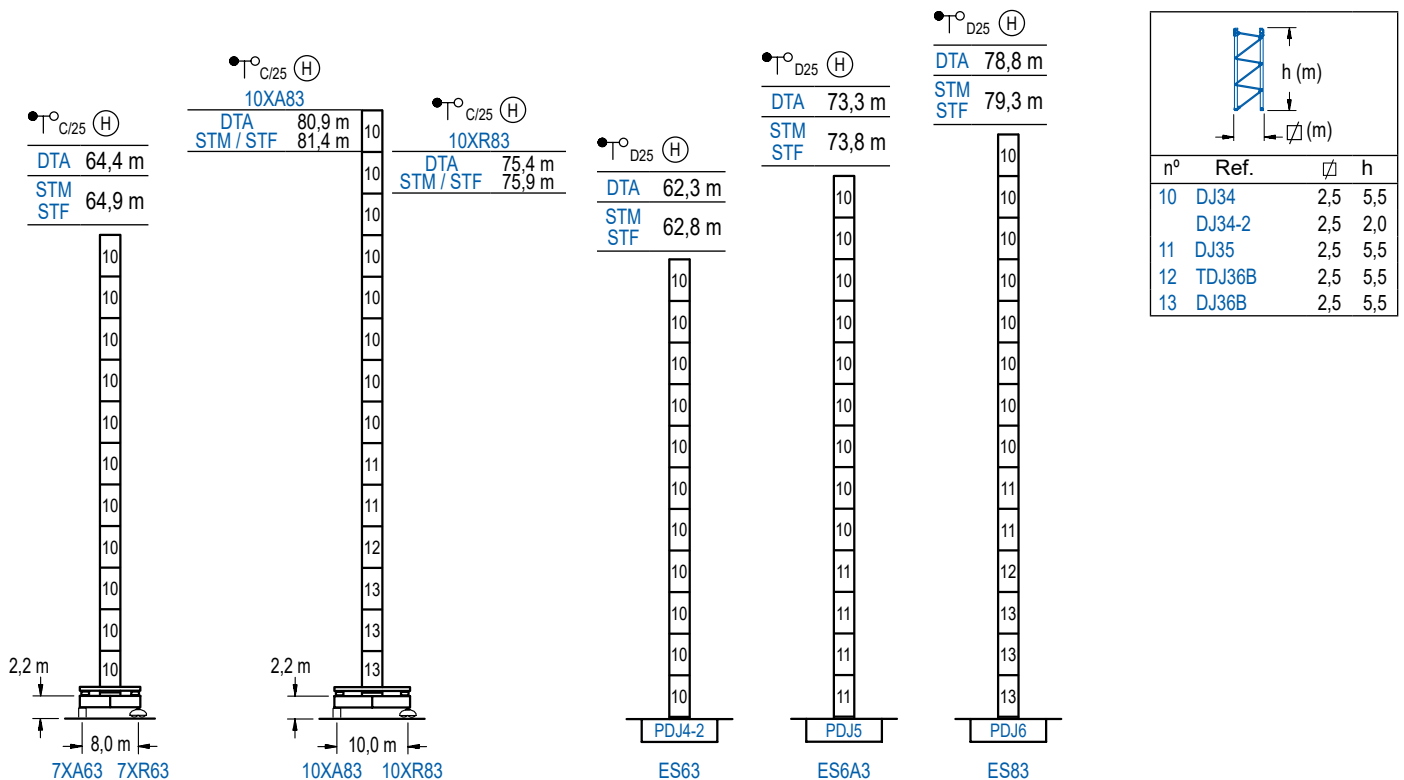 C/25 H
DTA 64,4 m
STM
STF
64,9 m
10
10
10
10
10
10
10
10
10
10
10
2,2 m
8,0 m
7XA63 7XR63
C/25 H
10XA83
DTA 80,9 m
STM / STF 81,4 m
C/25 H
10XR83
DTA 75,4 m
STM / STF 75,9 m
10
10
10
10
10
10
10
10
11
11
12
13
13
13
2,2 m
10,0 m
10XA83 10XR83
D25 H
DTA 62,3 m
STM
STF
62,8 m
10
10
10
10
10
10
10
10
10
10
10
PDJ4-2
ES63
D25 H
DTA 73,3 m
STM
STF
73,8 m
10
10
10
10
10
10
10
10
10
11
11
11
11
PDJ5
ES6A3
D25 H
DTA 78,8 m
STM
STF
79,3 m
10
10
10
10
10
10
10
10
11
11
12
13
13
13
PDJ6
ES83
h (m)
(m)
nº Ref. h
10 DJ34 2,5 5,5
DJ34-2 2,5 2,0
11 DJ35 2,5 5,5
12 TDJ36B 2,5 5,5
13 DJ36B 2,5 5,5